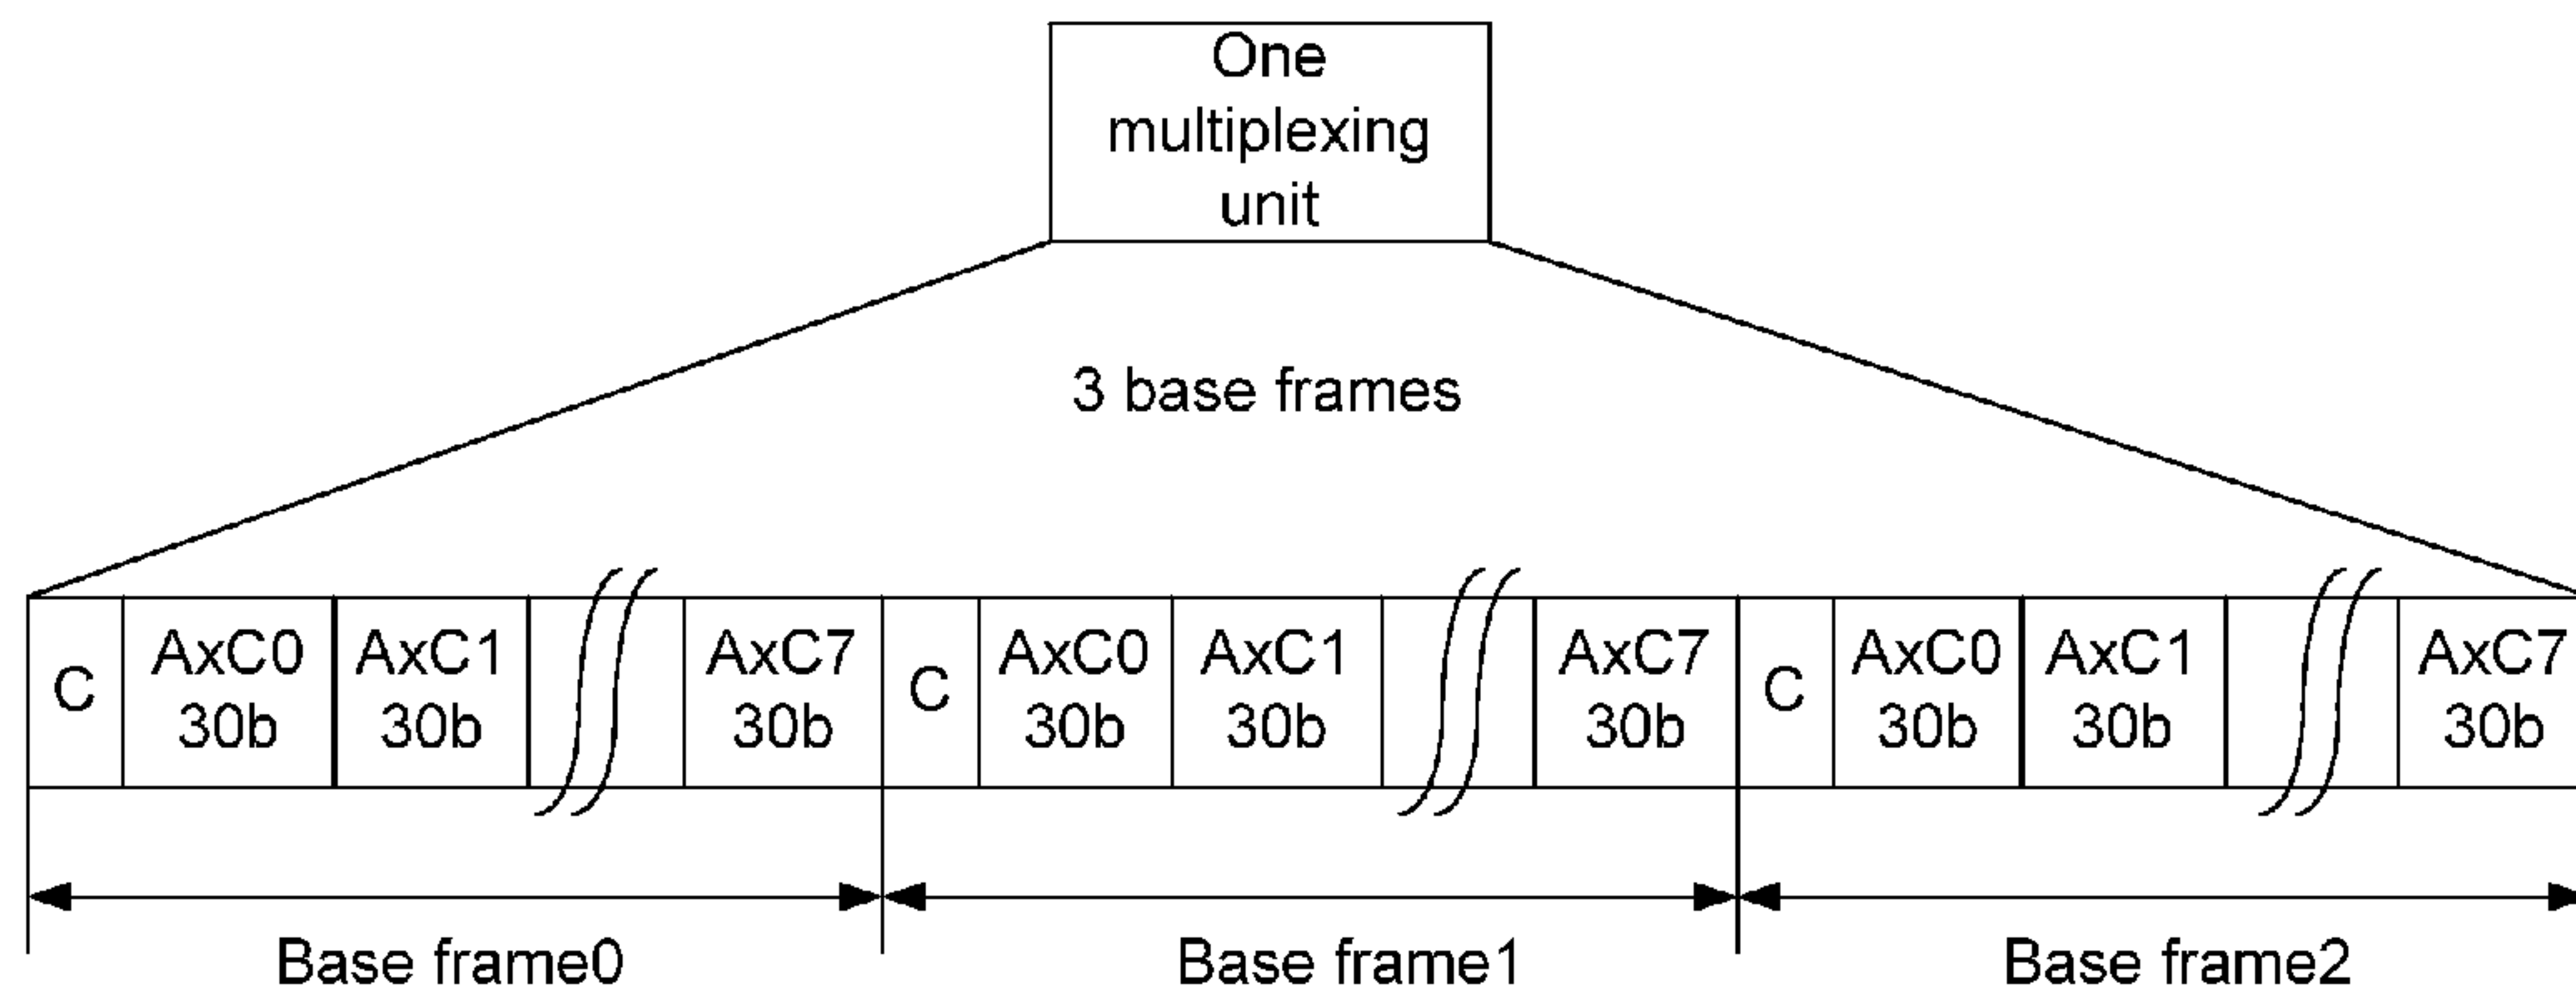 One
multiplexing
unit
3 base frames
C
AxC0
30b
AxC1
30b
AxC7
30b
C
AxC0
30b
AxC1
30b
AxC7
30b
C
AxC0
30b
AxC1
30b
AxC7
30b
Base frame0
Base frame1
Base frame2